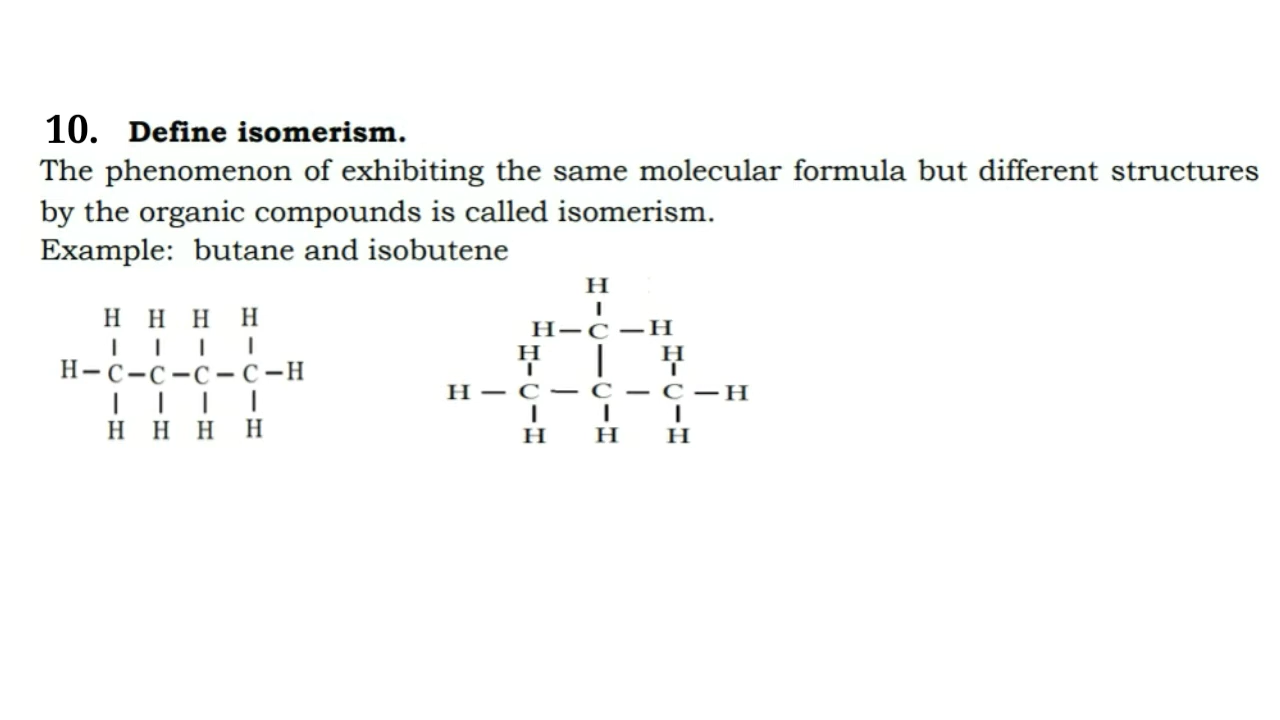 10. Define isomerism.
The phenomenon of exhibiting the same molecular formula but different structures
by the organic compounds is called isomerism.
Example: butane and isobutene
H H H H
| | | |
H–C–C–C–C–H
| | | |
H H H H
H
|
H–C–H
H | H
| |
H – C – C – C – H
| | |
H H H